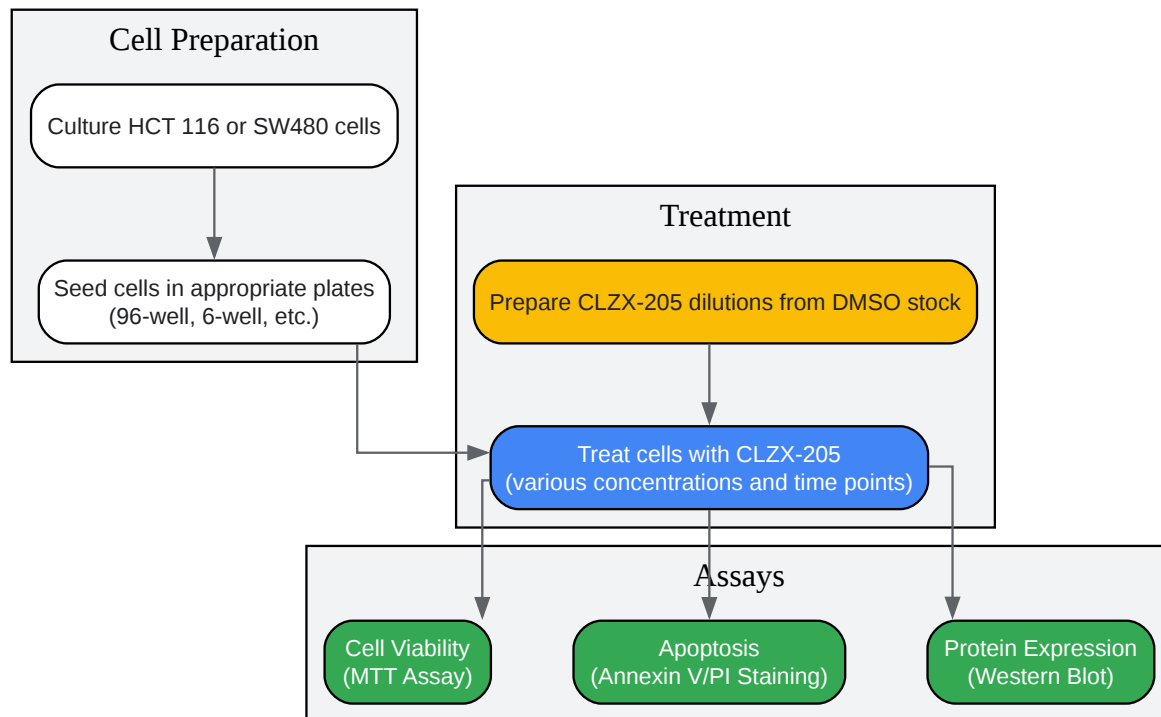 Cell Preparation
Culture HCT 116 or SW480 cells
Seed cells in appropriate plates
(96-well, 6-well, etc.)
Treatment
Prepare CLZX-205 dilutions from DMSO stock
Treat cells with CLZX-205
(various concentrations and time points)
Assays
Cell Viability
(MTT Assay)
Apoptosis
(Annexin V/PI Staining)
Protein Expression
(Western Blot)